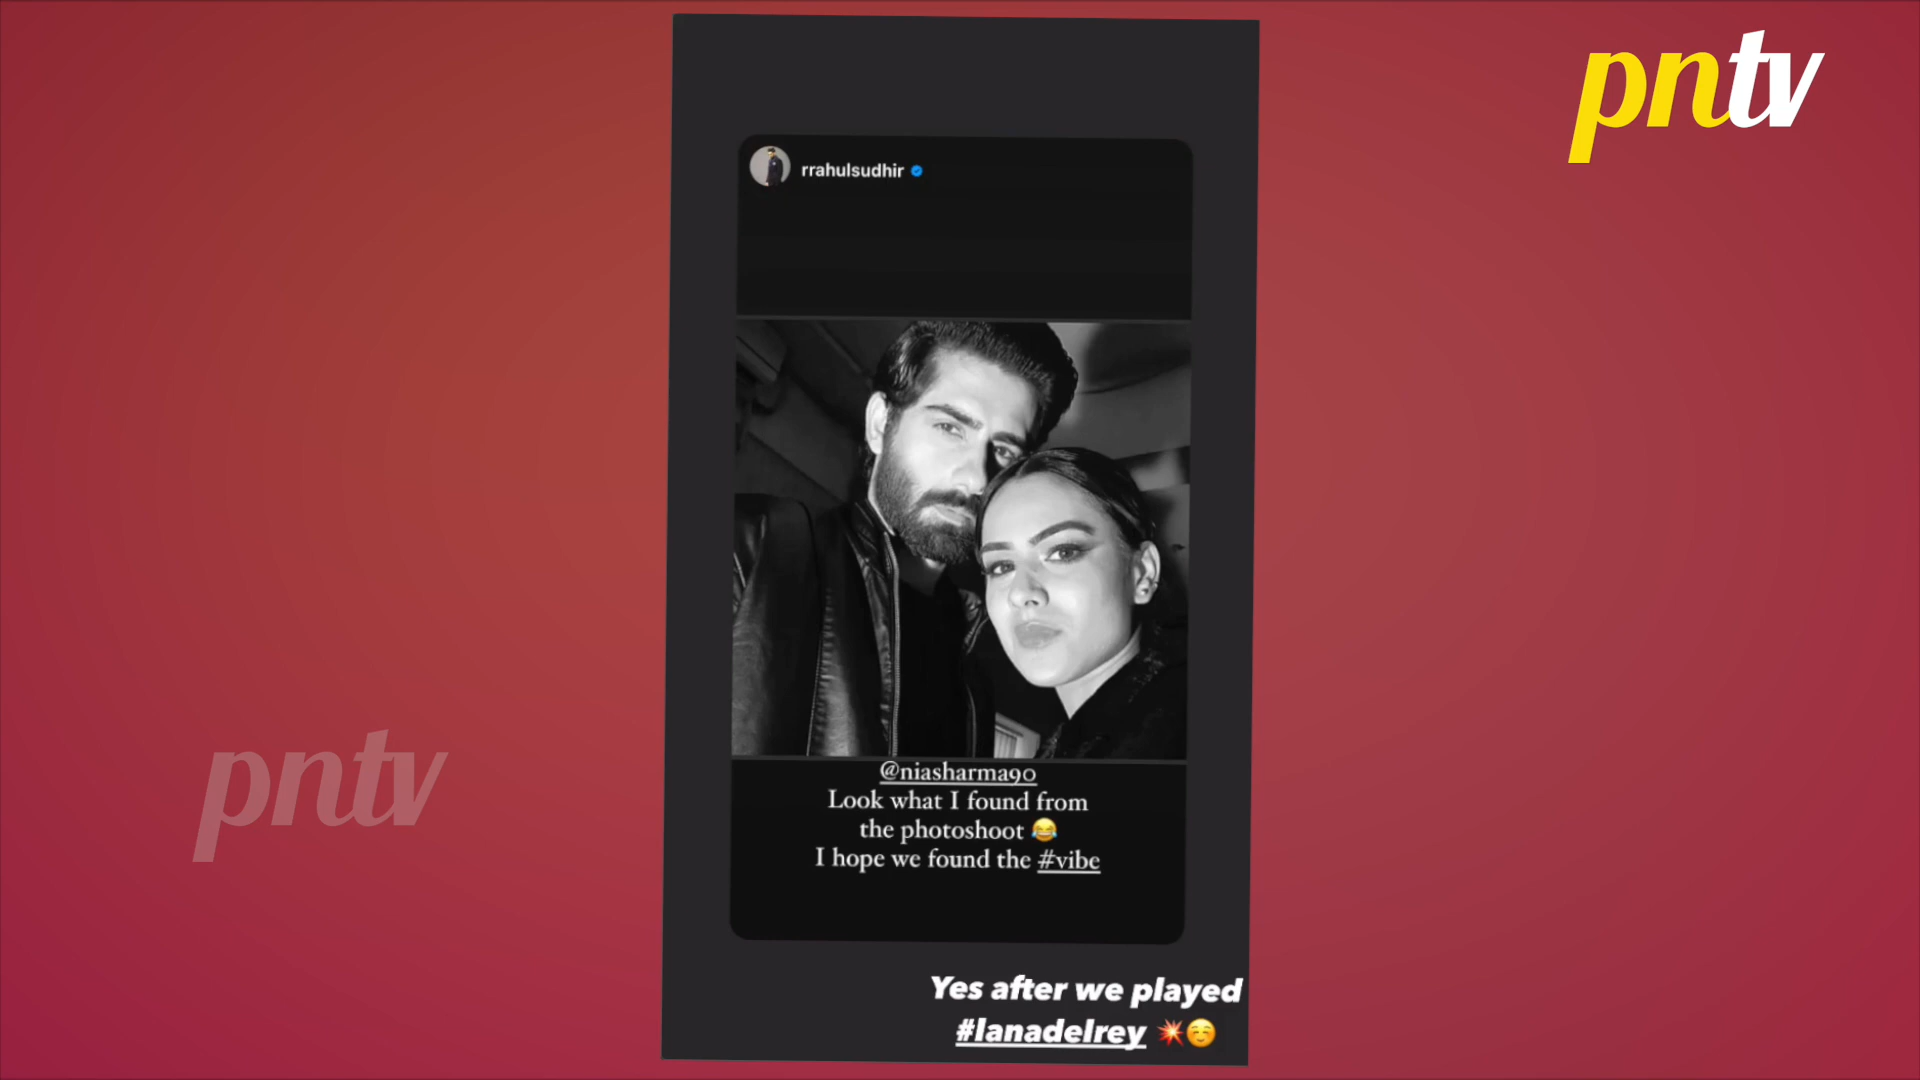 pntv
rrahulsudhir
@niasharma90
Look what I found from
the photoshoot 😂
I hope we found the #vibe
pntv
Yes after we played
#lanadelrey 💥☺️